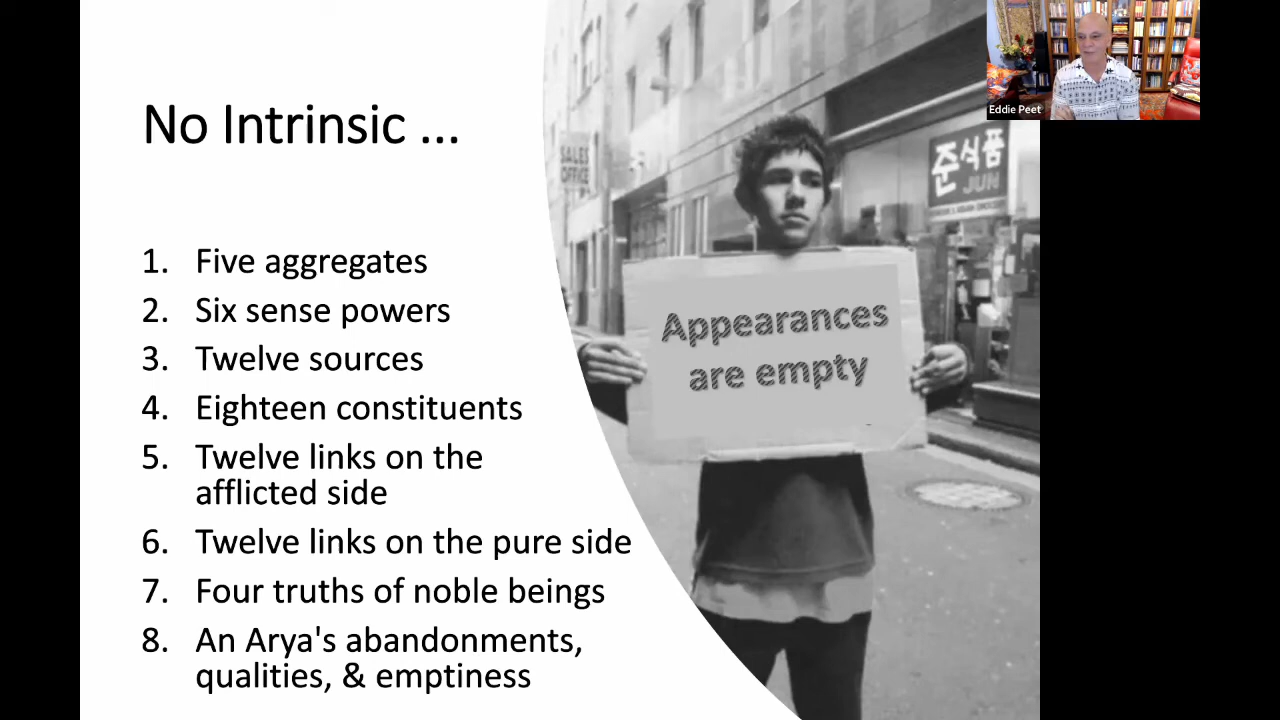 No Intrinsic ...
1. Five aggregates
2. Six sense powers
3. Twelve sources
4. Eighteen constituents
5. Twelve links on the
afflicted side
6. Twelve links on the pure side
7. Four truths of noble beings
8. An Arya's abandonments,
qualities, & emptiness
SALES
OFFICE
준식품
JUN
Appearances
are empty
Eddie Peet